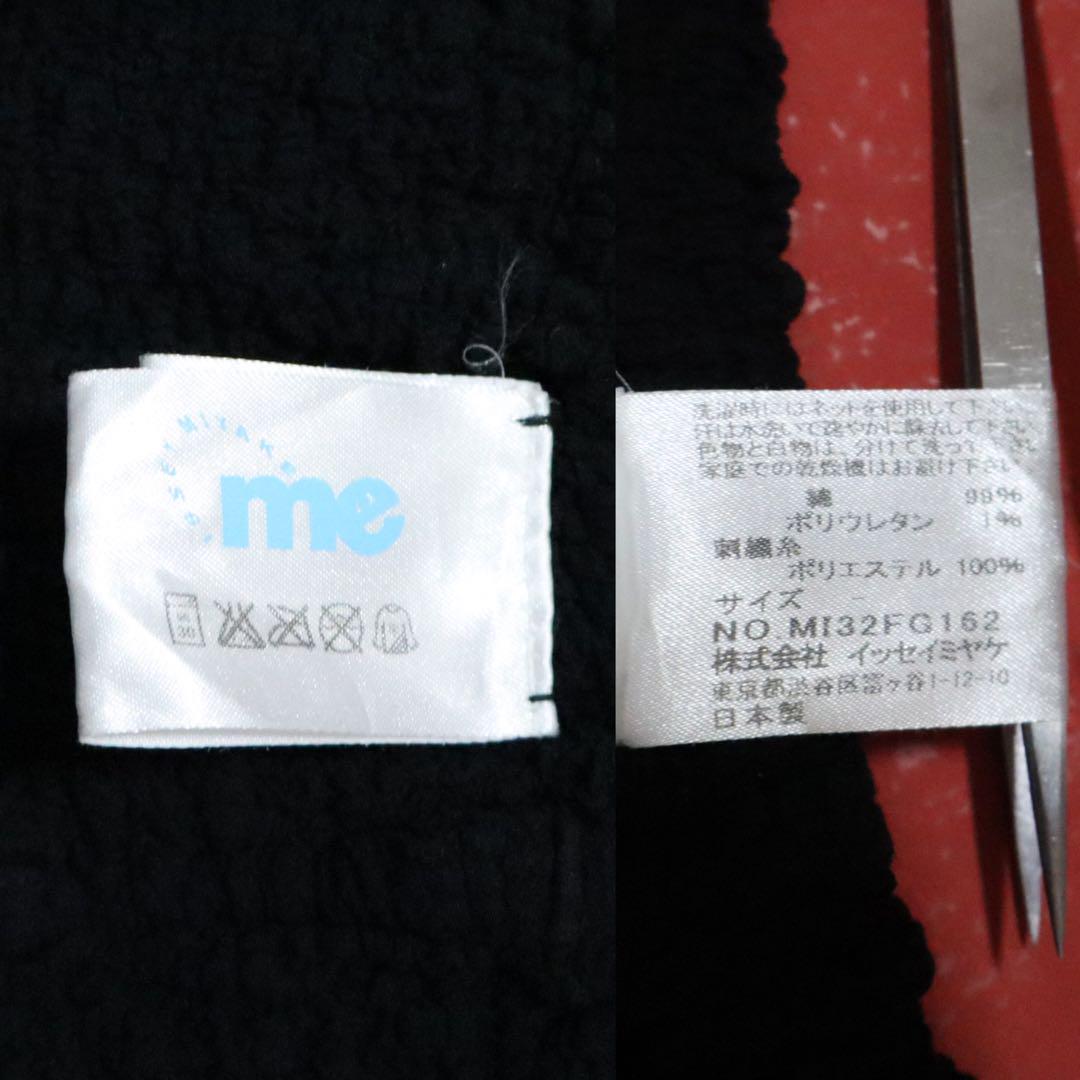 ISSEY MIYAKE
me
洗濯時にはネットを使用して下さい
汗は水洗いで速やかに除去して下さい
色物と白物は、分けて洗って下さい
家庭での乾燥機はお避け下さい
綿 99%
ポリウレタン 1%
刺繍糸
ポリエステル 100%
サイズ -
NO.MI32FG162
株式会社 イッセイミヤケ
東京都渋谷区富ヶ谷1-12-10
日本製